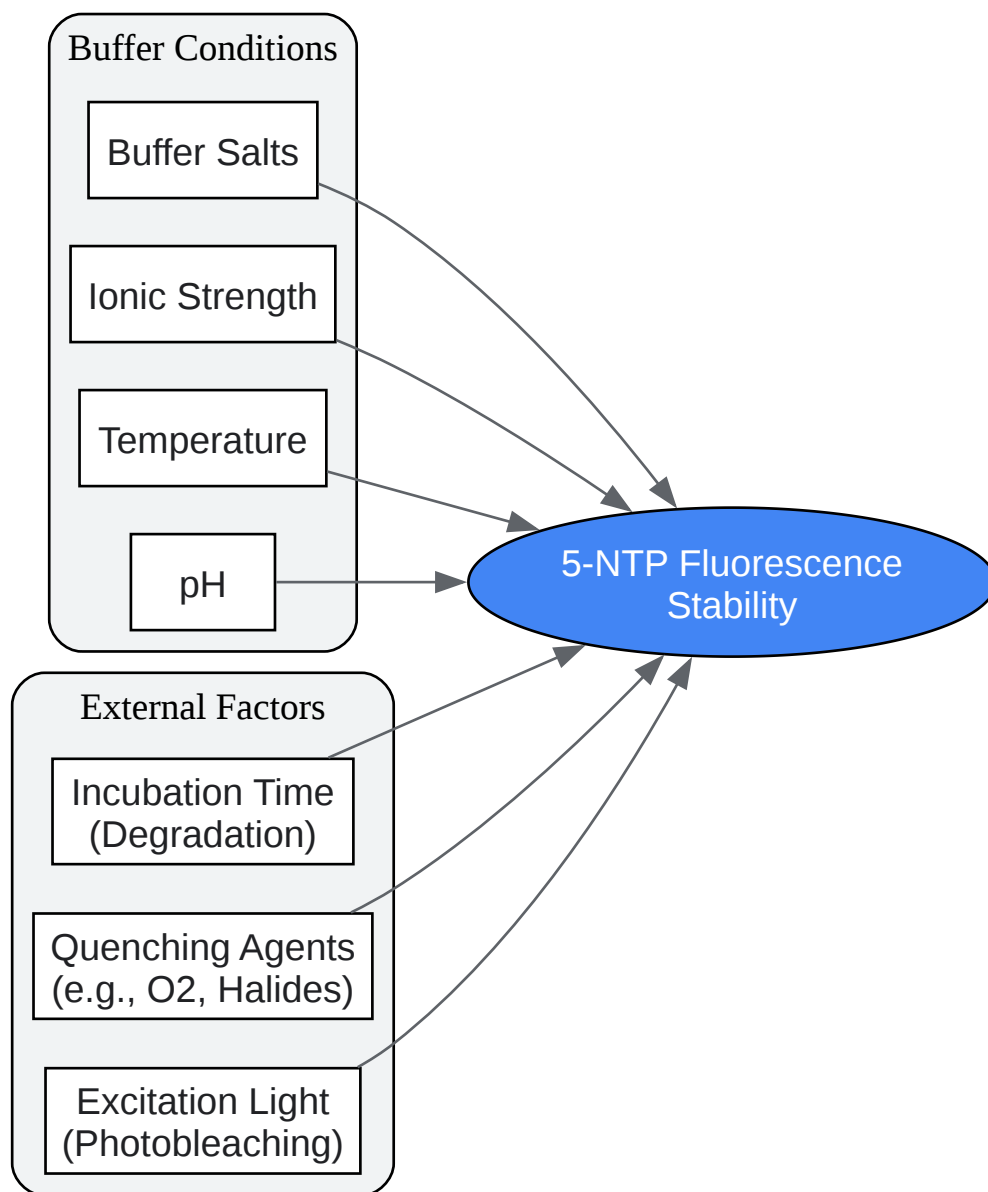 Buffer Conditions
Buffer Salts
Ionic Strength
Temperature
pH
5-NTP Fluorescence
Stability
External Factors
Incubation Time
(Degradation)
Quenching Agents
(e.g., O2, Halides)
Excitation Light
(Photobleaching)